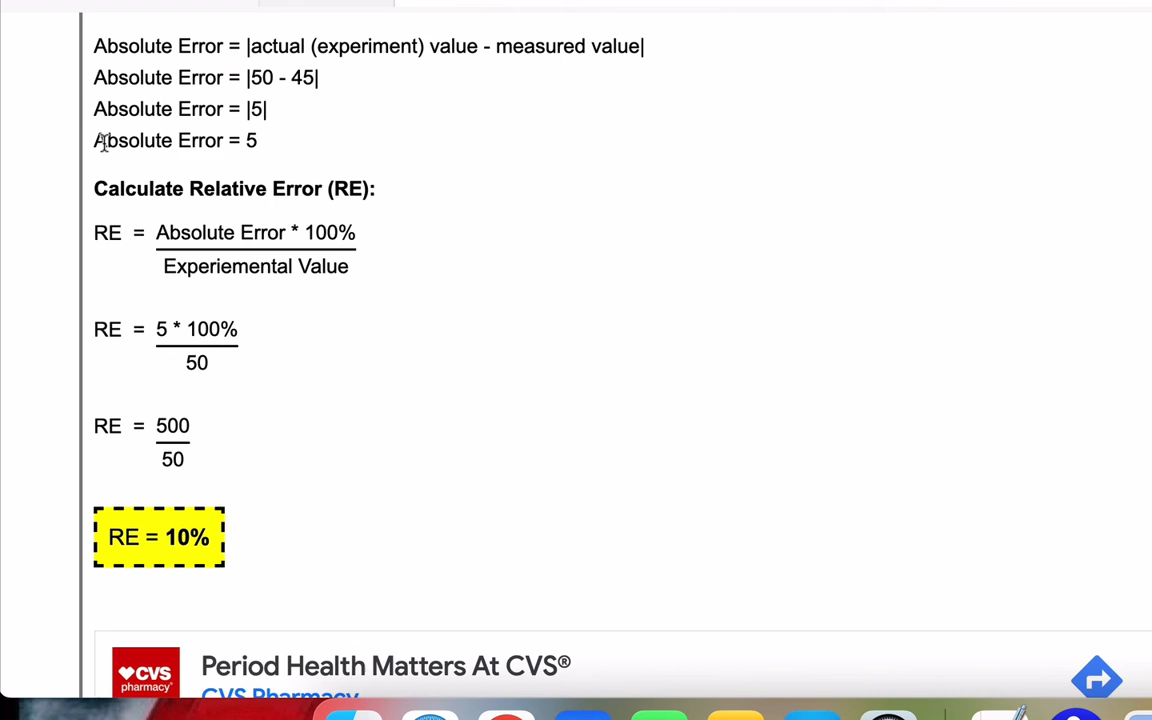 Absolute Error = |actual (experiment) value - measured value|
Absolute Error = |50 - 45|
Absolute Error = |5|
Absolute Error = 5
Calculate Relative Error (RE):
RE = Absolute Error * 100%
Experiemental Value
RE = 5 * 100%
50
RE = 500
50
RE = 10%
CVS
pharmacy
Period Health Matters At CVS®
CVS Pharmacy